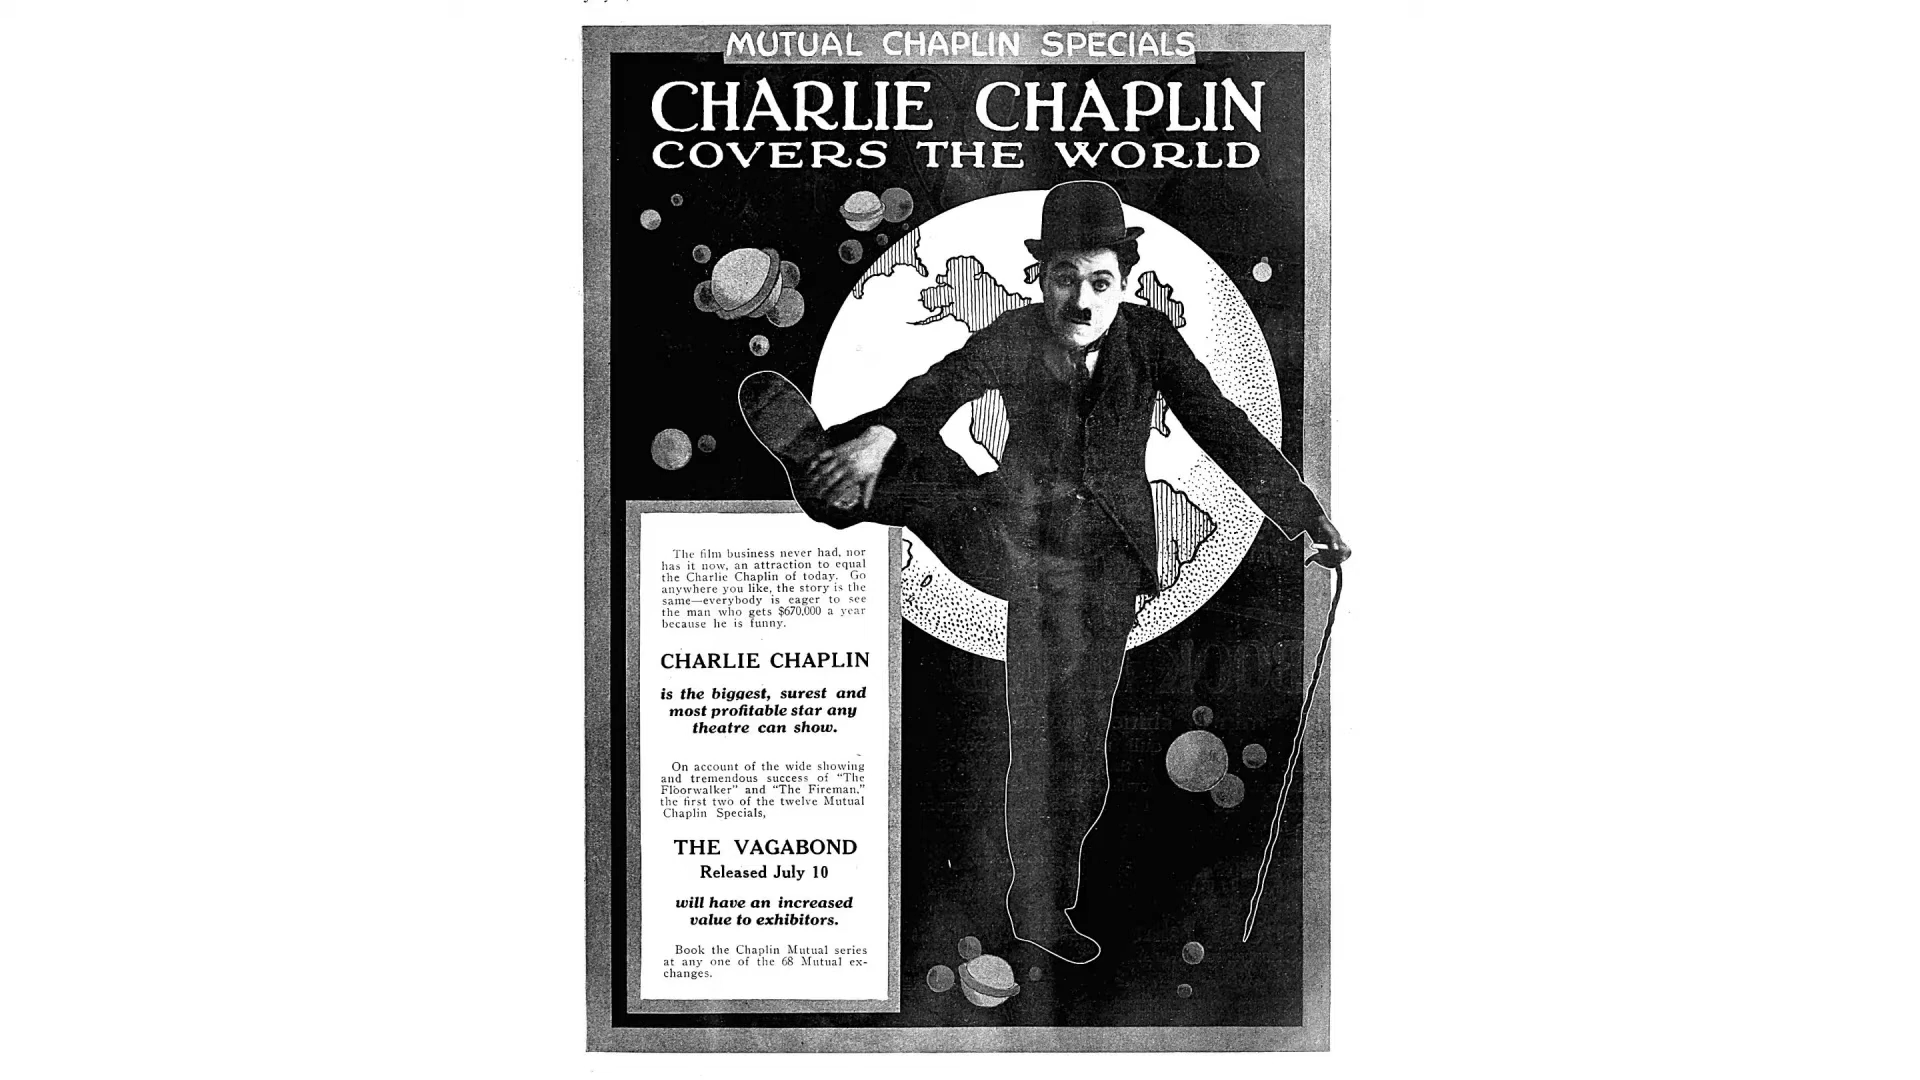 MUTUAL CHAPLIN SPECIALS
CHARLIE CHAPLIN
COVERS THE WORLD
The film business never had, nor
has it now, an attraction to equal
the Charlie Chaplin of today. Go
anywhere you like, the story is the
same—everybody is eager to see
the man who gets $670,000 a year
because he is funny.
CHARLIE CHAPLIN
is the biggest, surest and
most profitable star any
theatre can show.
On account of the wide showing
and tremendous success of "The
Floorwalker" and "The Fireman,"
the first two of the twelve Mutual
Chaplin Specials,
THE VAGABOND
Released July 10
will have an increased
value to exhibitors.
Book the Chaplin Mutual series
at any one of the 68 Mutual ex-
changes.